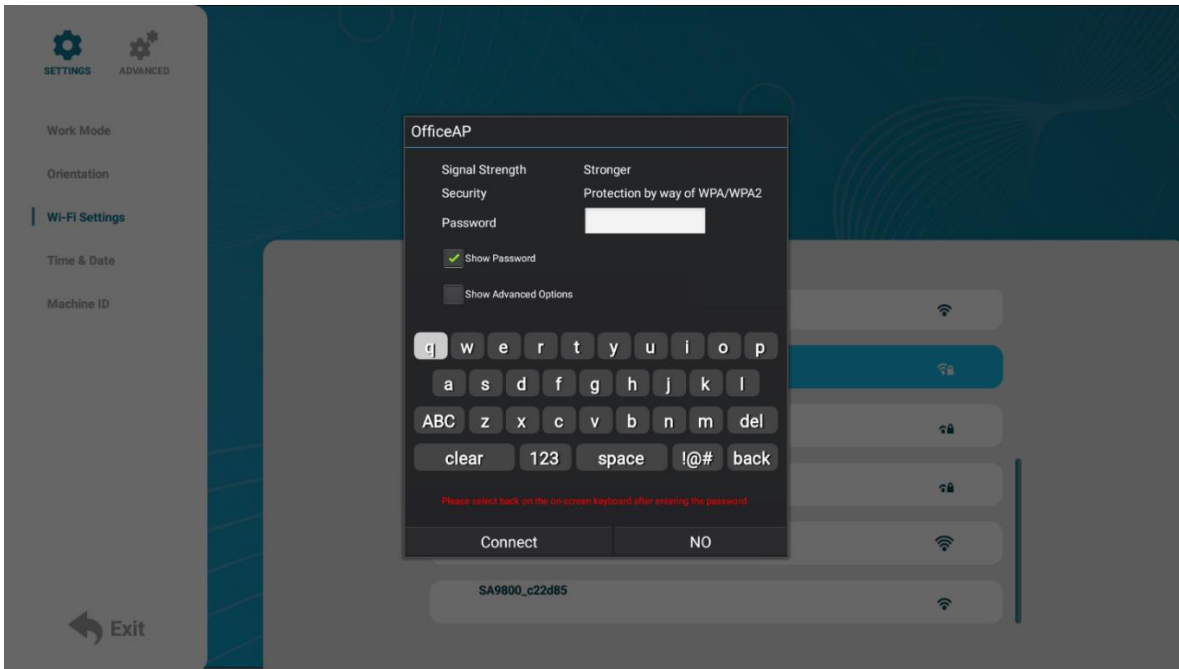 SETTINGS ADVANCED
Work Mode
Orientation
Wi-Fi Settings
Time & Date
Machine ID
Exit
OfficeAP
Signal Strength Stronger
Security Protection by way of WPA/WPA2
Password
Show Password
Show Advanced Options
q w e r t y u i o p
a s d f g h j k l
ABC z x c v b n m del
clear 123 space !@# back
Please select back on the on-screen keyboard after entering the password
Connect NO
SA9800_c22d85